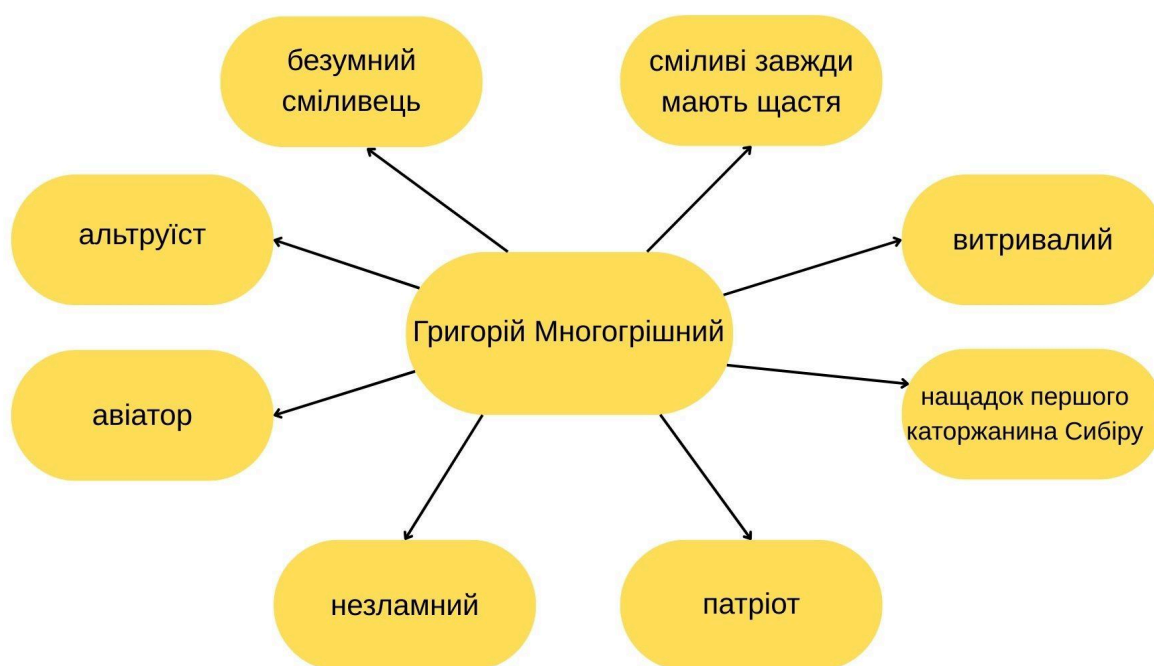 безумний
сміливець
сміливі завжди
мають щастя
альтруїст
витривалий
Григорій Многогрішний
авіатор
нащадок першого
каторжанина Сибіру
незламний
патріот